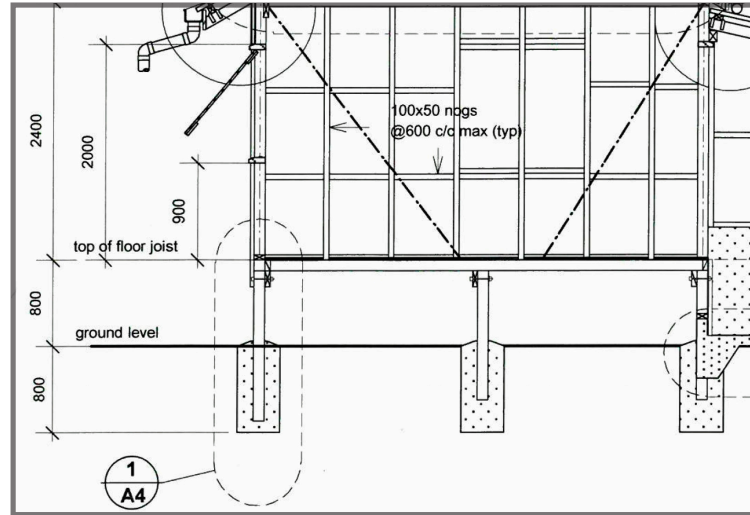 2400
2000
100x50 nogs
@600 c/c max (typ)
900
top of floor joist
800
ground level
800
1
A4